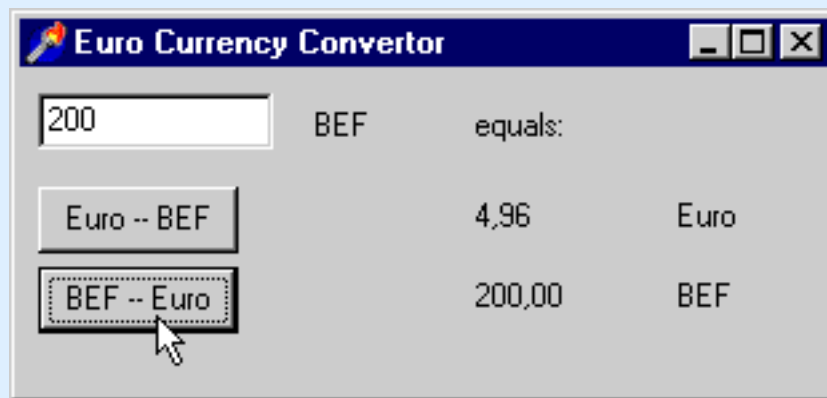 Euro Currency Convertor
200 BEF equals:
Euro -- BEF 4,96 Euro
BEF -- Euro 200,00 BEF